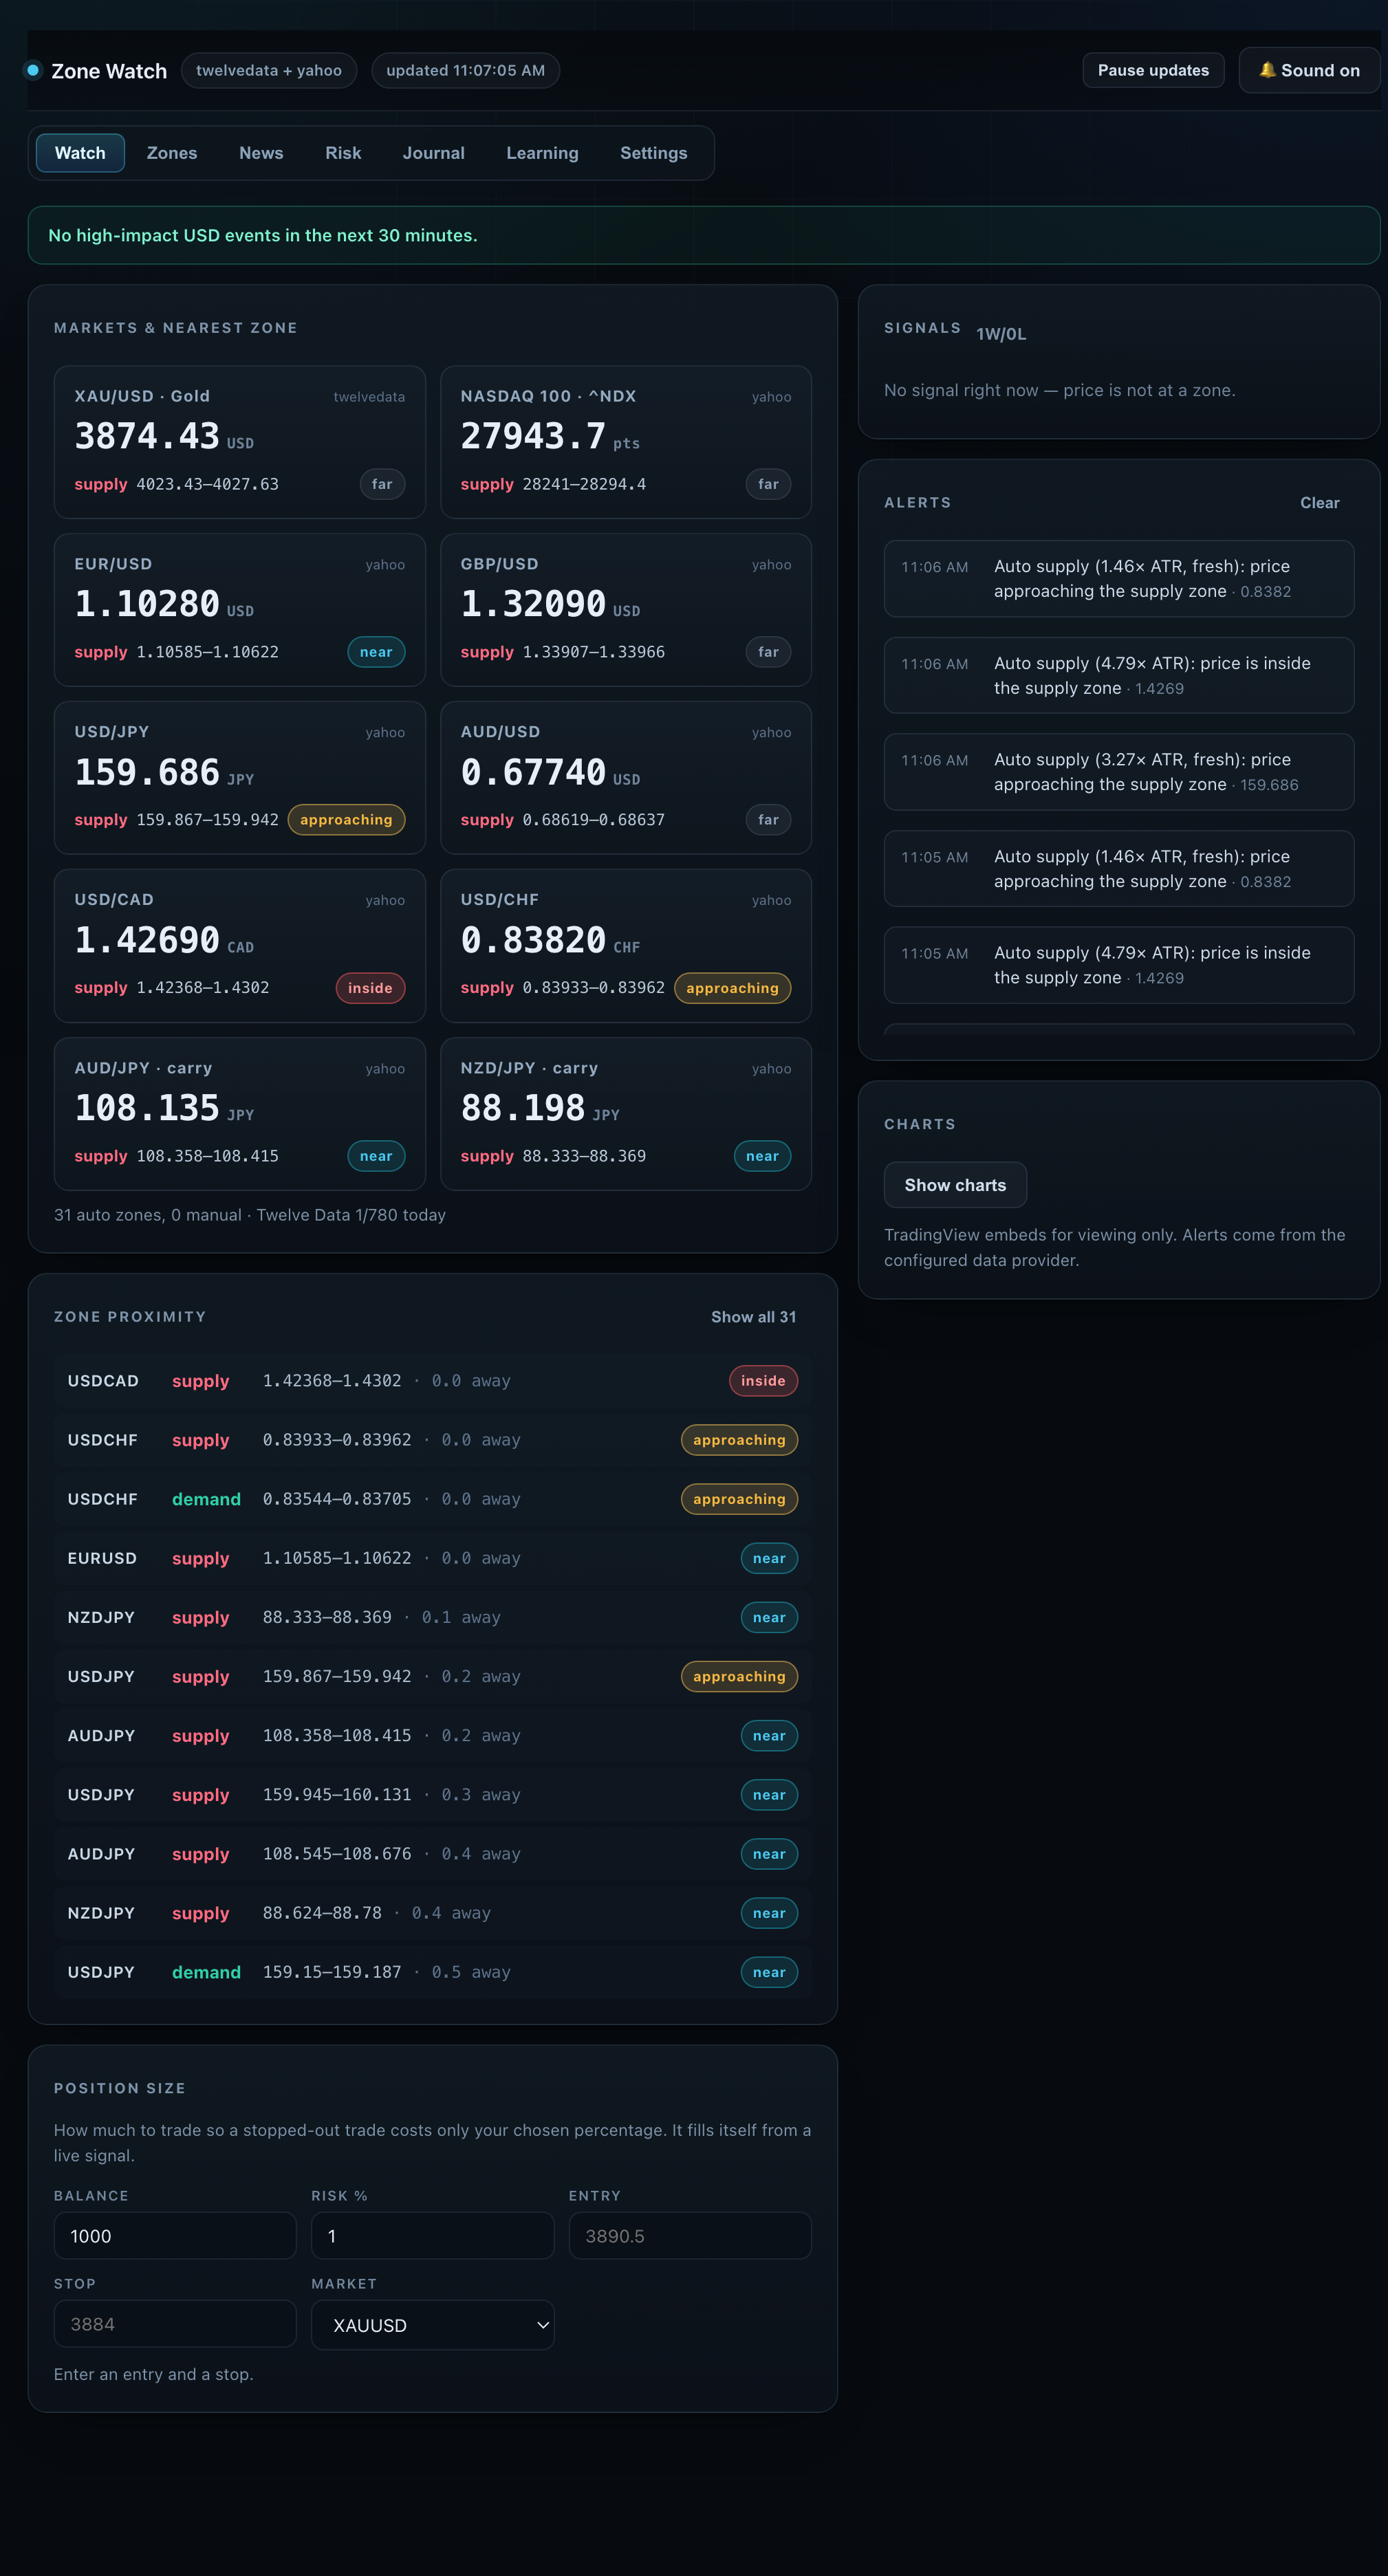 Zone Watch
twelvedata + yahoo
updated 11:07:05 AM
Pause updates
🔔 Sound on
Watch
Zones
News
Risk
Journal
Learning
Settings
No high-impact USD events in the next 30 minutes.
MARKETS & NEAREST ZONE
XAU/USD · Gold
twelvedata
3874.43 USD
supply 4023.43–4027.63
far
NASDAQ 100 · ^NDX
yahoo
27943.7 pts
supply 28241–28294.4
far
EUR/USD
yahoo
1.10280 USD
supply 1.10585–1.10622
near
GBP/USD
yahoo
1.32090 USD
supply 1.33907–1.33966
far
USD/JPY
yahoo
159.686 JPY
supply 159.867–159.942
approaching
AUD/USD
yahoo
0.67740 USD
supply 0.68619–0.68637
far
USD/CAD
yahoo
1.42690 CAD
supply 1.42368–1.4302
inside
USD/CHF
yahoo
0.83820 CHF
supply 0.83933–0.83962
approaching
AUD/JPY · carry
yahoo
108.135 JPY
supply 108.358–108.415
near
NZD/JPY · carry
yahoo
88.198 JPY
supply 88.333–88.369
near
31 auto zones, 0 manual · Twelve Data 1/780 today
ZONE PROXIMITY
Show all 31
USDCAD supply 1.42368–1.4302 · 0.0 away inside
USDCHF supply 0.83933–0.83962 · 0.0 away approaching
USDCHF demand 0.83544–0.83705 · 0.0 away approaching
EURUSD supply 1.10585–1.10622 · 0.0 away near
NZDJPY supply 88.333–88.369 · 0.1 away near
USDJPY supply 159.867–159.942 · 0.2 away approaching
AUDJPY supply 108.358–108.415 · 0.2 away near
USDJPY supply 159.945–160.131 · 0.3 away near
AUDJPY supply 108.545–108.676 · 0.4 away near
NZDJPY supply 88.624–88.78 · 0.4 away near
USDJPY demand 159.15–159.187 · 0.5 away near
POSITION SIZE
How much to trade so a stopped-out trade costs only your chosen percentage. It fills itself from a
live signal.
BALANCE
1000
RISK %
1
ENTRY
3890.5
STOP
3884
MARKET
XAUUSD
Enter an entry and a stop.
SIGNALS 1W/0L
No signal right now — price is not at a zone.
ALERTS
Clear
11:06 AM
Auto supply (1.46× ATR, fresh): price
approaching the supply zone · 0.8382
11:06 AM
Auto supply (4.79× ATR): price is inside
the supply zone · 1.4269
11:06 AM
Auto supply (3.27× ATR, fresh): price
approaching the supply zone · 159.686
11:05 AM
Auto supply (1.46× ATR, fresh): price
approaching the supply zone · 0.8382
11:05 AM
Auto supply (4.79× ATR): price is inside
the supply zone · 1.4269
CHARTS
Show charts
TradingView embeds for viewing only. Alerts come from the
configured data provider.